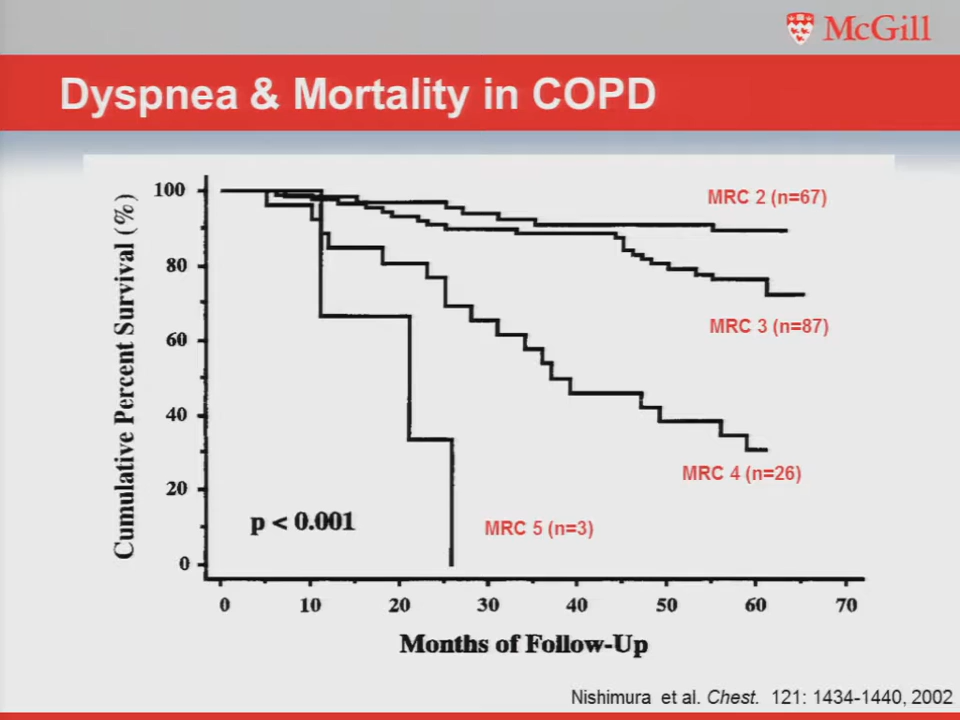 McGill
Dyspnea & Mortality in COPD
Cumulative Percent Survival (%)
100
80
60
40
20
0
MRC 2 (n=67)
MRC 3 (n=87)
MRC 4 (n=26)
MRC 5 (n=3)
p < 0.001
0 10 20 30 40 50 60 70
Months of Follow-Up
Nishimura et al. Chest. 121: 1434-1440, 2002